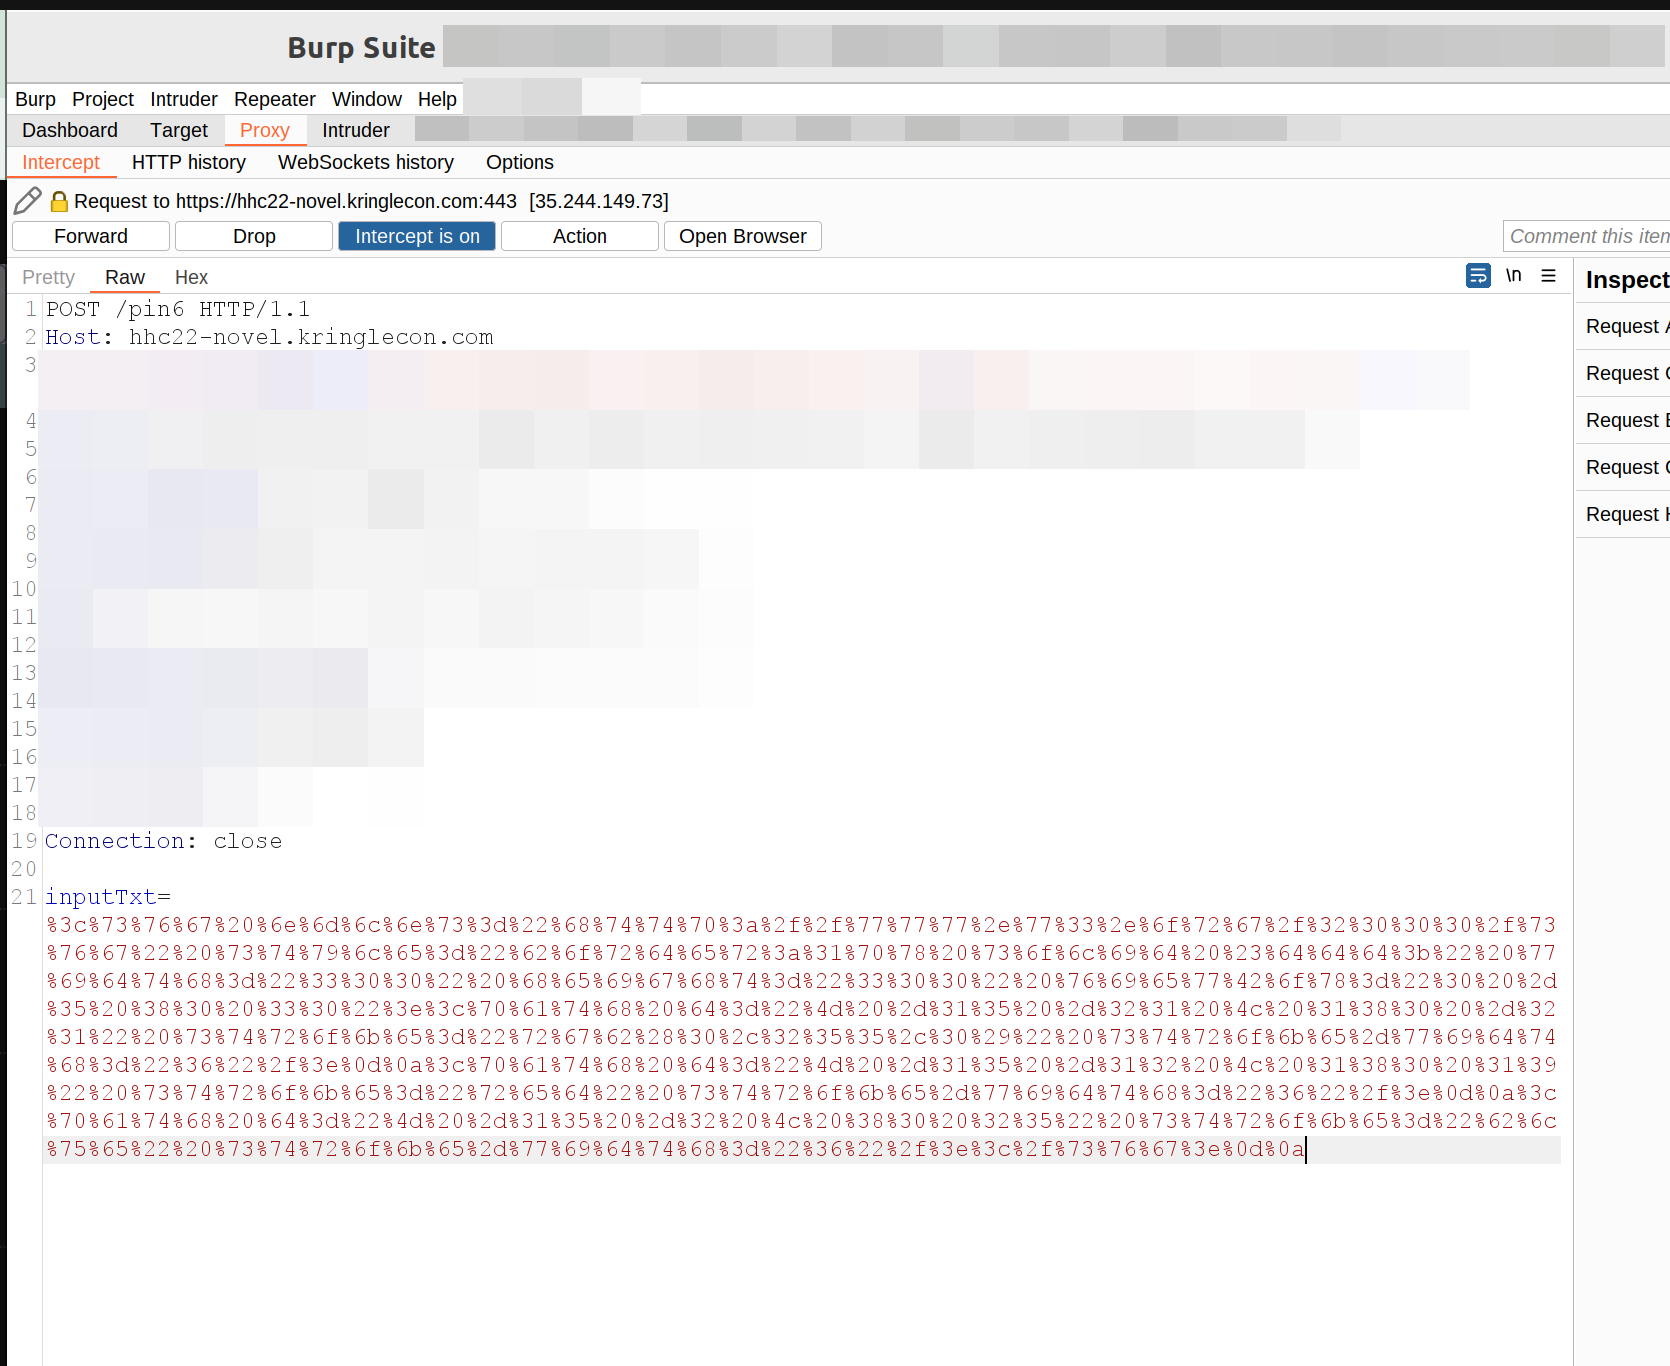 Burp Suite
Burp Project Intruder Repeater Window Help
Dashboard Target Proxy Intruder
Intercept HTTP history WebSockets history Options
Request to https://hhc22-novel.kringlecon.com:443 [35.244.149.73]
Forward Drop Intercept is on Action Open Browser Comment this item
Pretty Raw Hex \n Inspect
1 POST /pin6 HTTP/1.1
2 Host: hhc22-novel.kringlecon.com
3
4
5
6
7
8
9
10
11
12
13
14
15
16
17
18
19 Connection: close
20
21 inputTxt=
%3c%73%76%67%20%6e%6d%6c%6e%73%3d%22%68%74%74%70%3a%2f%2f%77%77%77%2e%77%33%2e%6f%72%67%2f%32%30%30%30%2f%73
%76%67%22%20%73%74%79%6c%65%3d%22%62%6f%72%64%65%72%3a%31%70%78%20%73%6f%6c%69%64%20%23%64%64%64%3b%22%20%77
%69%64%74%68%3d%22%33%30%30%22%20%68%65%69%67%68%74%3d%22%33%30%30%22%20%76%69%65%77%42%6f%78%3d%22%30%20%2d
%35%20%38%30%20%33%30%22%3e%3c%70%61%74%68%20%64%3d%22%4d%20%2d%31%35%20%2d%32%31%20%4c%20%31%38%30%20%2d%32
%31%22%20%73%74%72%6f%6b%65%3d%22%72%67%62%28%30%2c%32%35%35%2c%30%29%22%20%73%74%72%6f%6b%65%2d%77%69%64%74
%68%3d%22%36%22%2f%3e%0d%0a%3c%70%61%74%68%20%64%3d%22%4d%20%2d%31%35%20%2d%31%32%20%4c%20%31%38%30%20%31%39
%22%20%73%74%72%6f%6b%65%3d%22%72%65%64%22%20%73%74%72%6f%6b%65%2d%77%69%64%74%68%3d%22%36%22%2f%3e%0d%0a%3c
%70%61%74%68%20%64%3d%22%4d%20%2d%31%35%20%2d%32%20%4c%20%38%30%20%32%35%22%20%73%74%72%6f%6b%65%3d%22%62%6c
%75%65%22%20%73%74%72%6f%6b%65%2d%77%69%64%74%68%3d%22%36%22%2f%3e%3c%2f%73%76%67%3e%0d%0a
Request A
Request
Request
Request
Request